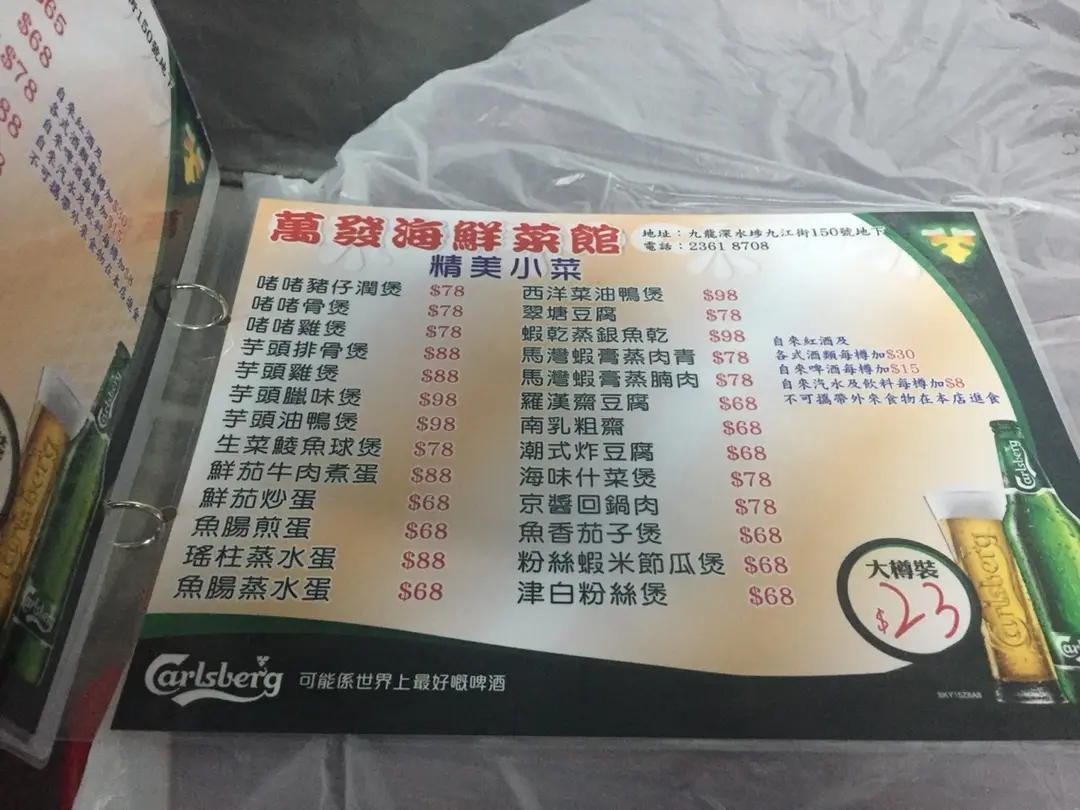 $65
$68
$78
88
150號地下
萬發海鮮菜館
地址：九龍深水埗九江街150號地下
電話：2361 8708
精美小菜
啫啫豬仔潤煲 $78
啫啫骨煲 $78
啫啫雞煲 $78
芋頭排骨煲 $88
芋頭雞煲 $88
芋頭臘味煲 $98
芋頭油鴨煲 $98
生菜鯪魚球煲 $78
鮮茄牛肉煮蛋 $88
鮮茄炒蛋 $68
魚腸煎蛋 $68
瑤柱蒸水蛋 $88
魚腸蒸水蛋 $68
西洋菜油鴨煲 $98
翠塘豆腐 $78
蝦乾蒸銀魚乾 $98
馬灣蝦膏蒸肉青 $78
馬灣蝦膏蒸腩肉 $78
羅漢齋豆腐 $68
南乳粗齋 $68
潮式炸豆腐 $68
海味什菜煲 $78
京醬回鍋肉 $78
魚香茄子煲 $68
粉絲蝦米節瓜煲 $68
津白粉絲煲 $68
自來紅酒及
各式酒類每樽加$30
自來啤酒每樽加$15
自來汽水及飲料每樽加$8
不可攜帶外來食物在本店進食
大樽裝
$23
Carlsberg
Carlsberg
Carlsberg 可能係世界上最好嘅啤酒